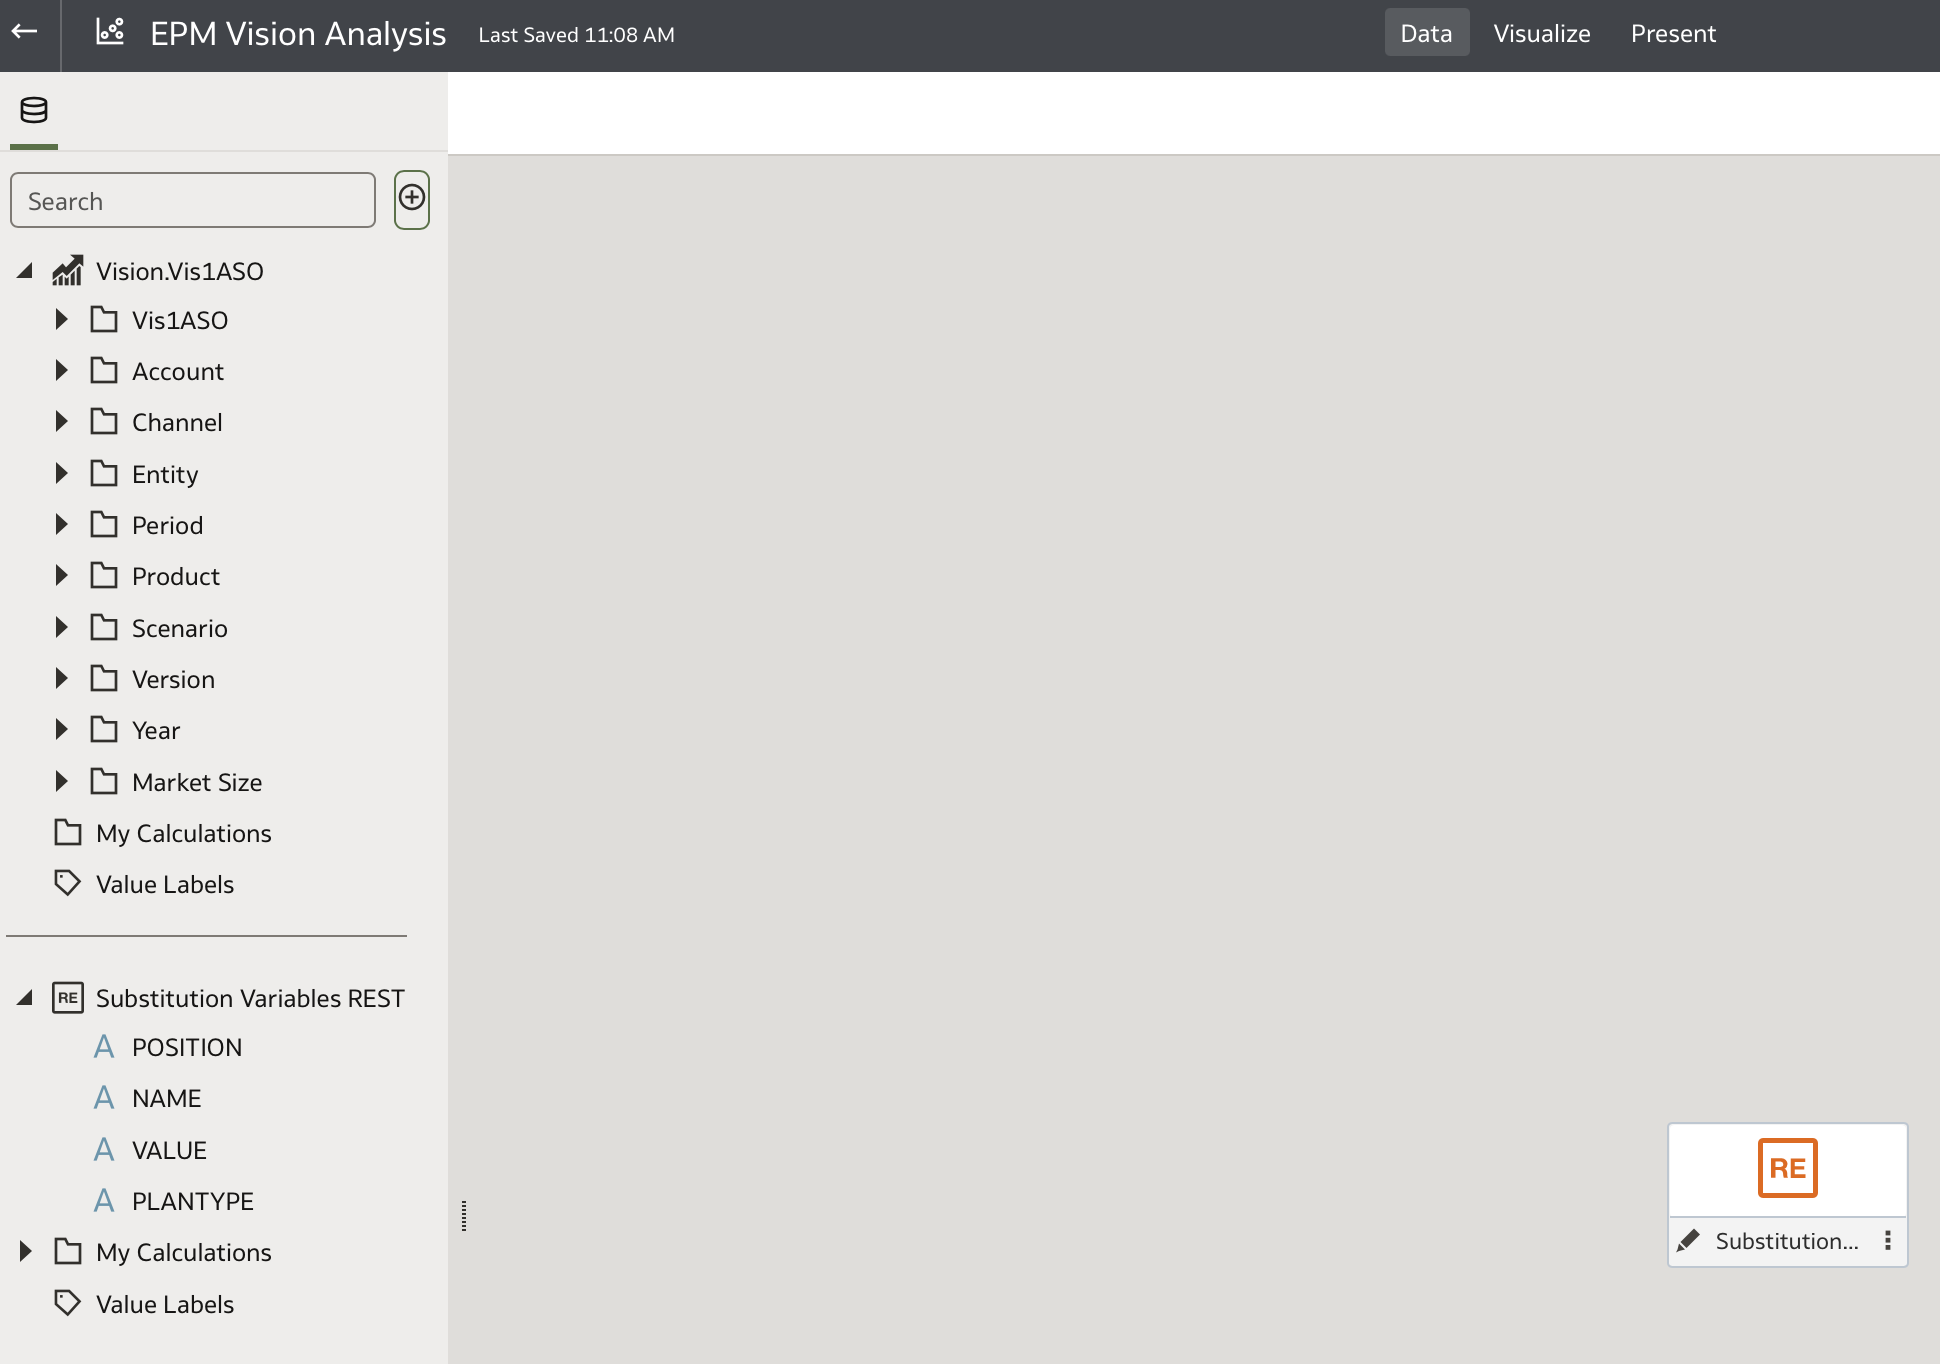 EPM Vision Analysis Last Saved 11:08 AM Data Visualize Present
Search
Vision.Vis1ASO
Vis1ASO
Account
Channel
Entity
Period
Product
Scenario
Version
Year
Market Size
My Calculations
Value Labels
RE Substitution Variables REST
A POSITION
A NAME
A VALUE
A PLANTYPE
My Calculations
Value Labels
RE
Substitution...